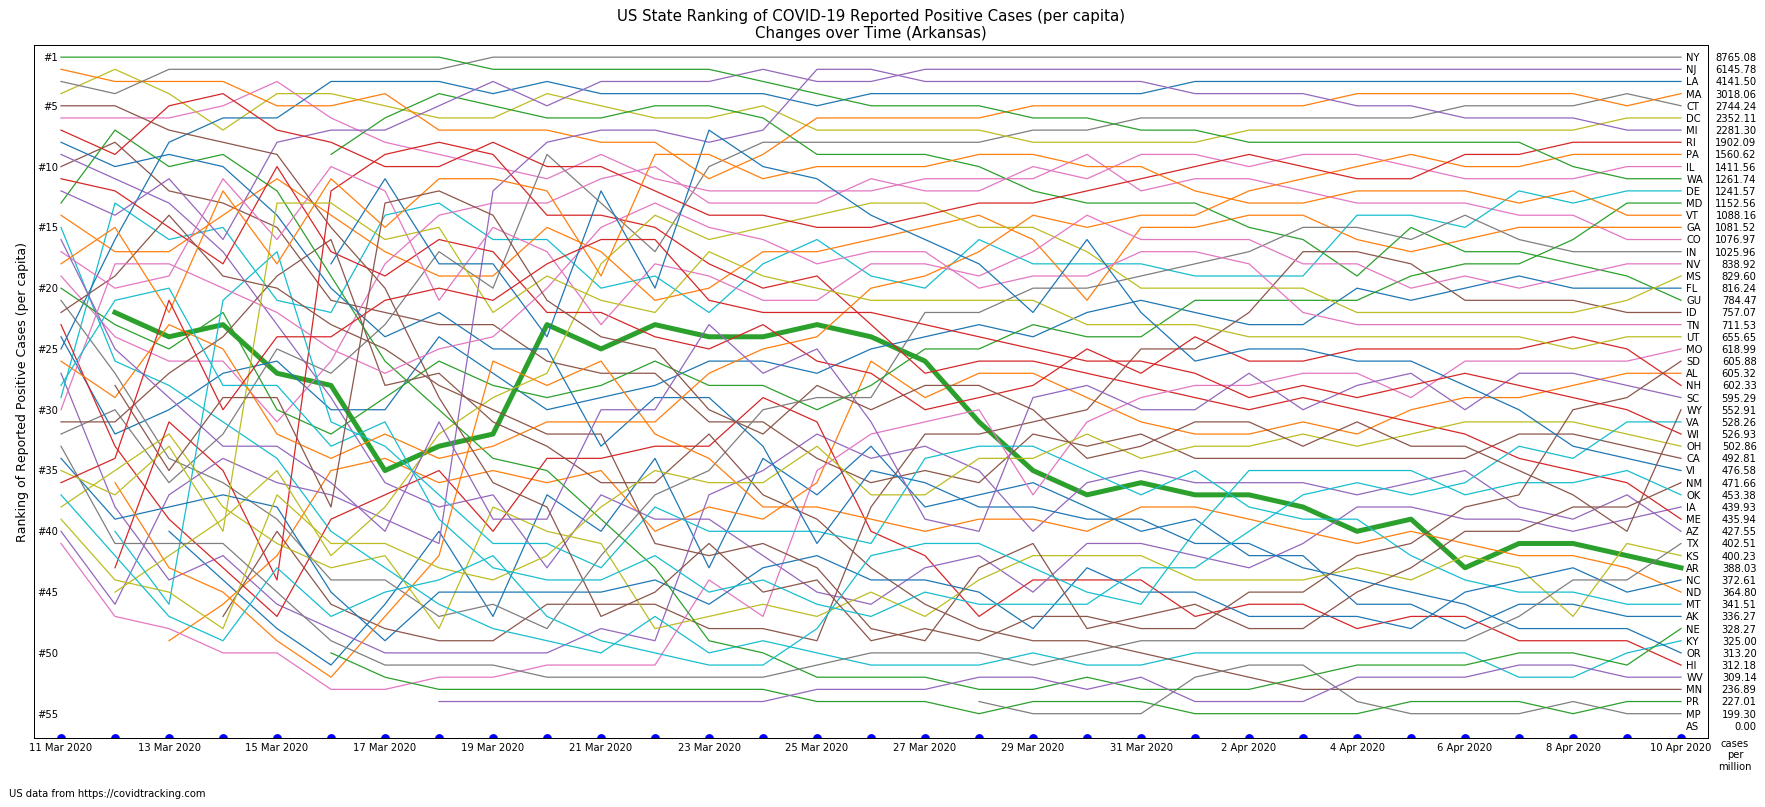 US State Ranking of COVID-19 Reported Positive Cases (per capita)
Changes over Time (Arkansas)
Ranking of Reported Positive Cases (per capita)
#1
#5
#10
#15
#20
#25
#30
#35
#40
#45
#50
#55
NY 8765.08
NJ 6145.78
LA 4141.50
MA 3018.06
CT 2744.24
DC 2352.11
MI 2281.30
RI 1902.09
PA 1560.62
IL 1411.56
WA 1261.74
DE 1241.57
MD 1152.56
VT 1088.16
GA 1081.52
CO 1076.97
IN 1025.96
NV 838.92
MS 829.60
FL 816.24
GU 784.47
ID 757.07
TN 711.53
UT 655.65
MO 618.99
SD 605.88
AL 605.32
NH 602.33
SC 595.29
WY 552.91
VA 528.26
WI 526.93
OH 502.86
CA 492.81
VI 476.58
NM 471.66
OK 453.38
IA 439.93
ME 435.94
AZ 427.55
TX 402.51
KS 400.23
AR 388.03
NC 372.61
ND 364.80
MT 341.51
AK 336.27
NE 328.27
KY 325.00
OR 313.20
HI 312.18
WV 309.14
MN 236.89
PR 227.01
MP 199.30
AS 0.00
11 Mar 2020 13 Mar 2020 15 Mar 2020 17 Mar 2020 19 Mar 2020 21 Mar 2020 23 Mar 2020 25 Mar 2020 27 Mar 2020 29 Mar 2020 31 Mar 2020 2 Apr 2020 4 Apr 2020 6 Apr 2020 8 Apr 2020 10 Apr 2020
cases
per
million
US data from https://covidtracking.com